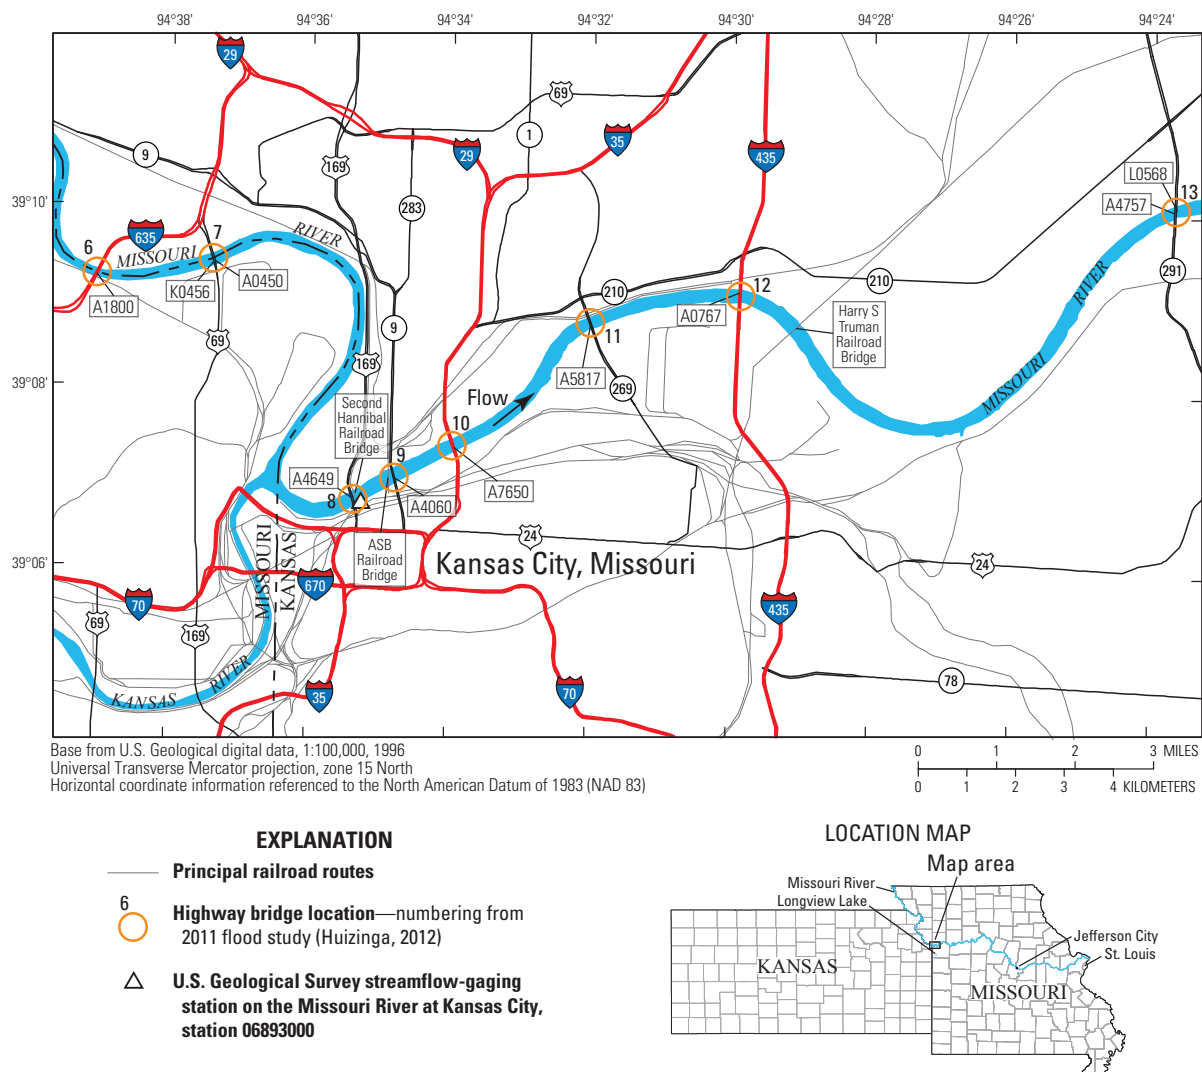 94°38'
94°36'
94°34'
94°32'
94°30'
94°28'
94°26'
94°24'
29
69
1
35
9
169
29
435
L0568
13
283
A4757
39°10'
7
RIVER
6
635
MISSOURI
K0456
A0450
A1800
291
210
210
12
A0767
Harry S
Truman
Railroad
Bridge
RIVER
MISSOURI
69
9
11
169
A5817
269
39°08'
Flow
Second
Hannibal
Railroad
Bridge
10
9
A4649
8
A7650
A4060
24
ASB
Railroad
Bridge
Kansas City, Missouri
24
39°06'
MISSOURI
KANSAS
670
70
435
69
169
RIVER
KANSAS
35
70
78
Base from U.S. Geological digital data, 1:100,000, 1996
Universal Transverse Mercator projection, zone 15 North
Horizontal coordinate information referenced to the North American Datum of 1983 (NAD 83)
0 1 2 3 MILES
0 1 2 3 4 KILOMETERS
EXPLANATION
Principal railroad routes
6
Highway bridge location—numbering from
2011 flood study (Huizinga, 2012)
U.S. Geological Survey streamflow-gaging
station on the Missouri River at Kansas City,
station 06893000
LOCATION MAP
Map area
Missouri River
Longview Lake
Jefferson City
St. Louis
KANSAS
MISSOURI